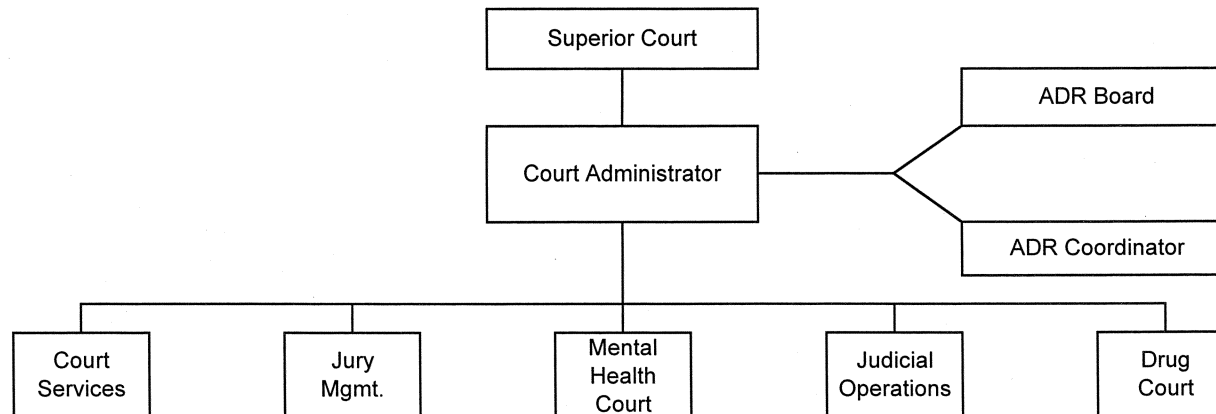 Superior Court
ADR Board
Court Administrator
ADR Coordinator
Court
Services
Jury
Mgmt.
Mental
Health
Court
Judicial
Operations
Drug
Court